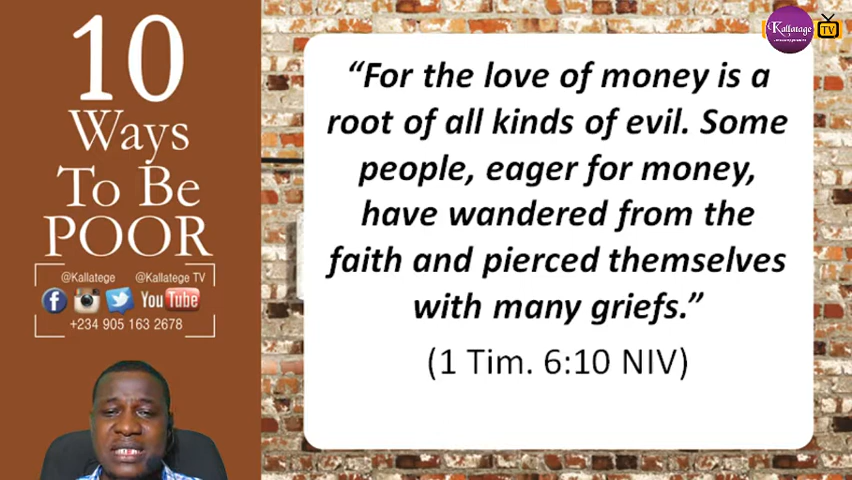 10
Ways
To Be
POOR
@Kallatege @Kallatege TV
You Tube
+234 905 163 2678
Kallatege
TV
“For the love of money is a
root of all kinds of evil. Some
people, eager for money,
have wandered from the
faith and pierced themselves
with many griefs.”
(1 Tim. 6:10 NIV)